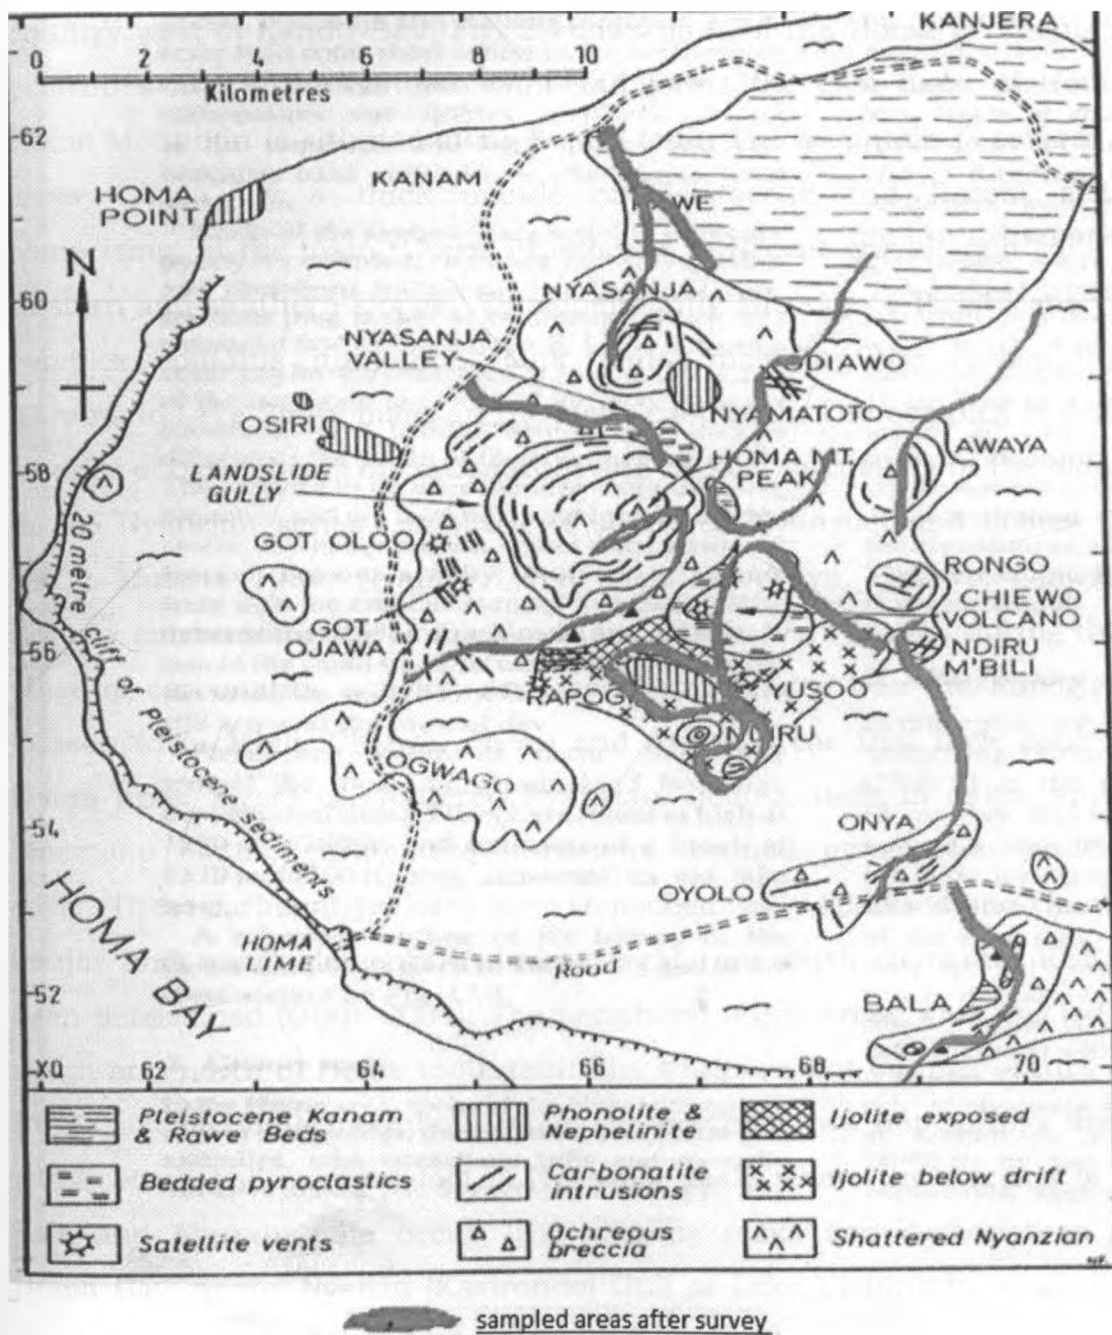 KANJERA
0 2 4 6 8 10
Kilometres
62
KANAM
HOMA
POINT
N
60
NYASANJA
NYASANJA
VALLEY
DIAWO
NYAMATOTO
OSIRI
HOMA MT.
PEAK
AWAYA
58
LANDSLIDE
GULLY
GOT OLOO
20 metre cliff of Pleistocene sediments
RONGO
CHIEWO
VOLCANO
GOT
OJAWA
56
NDIRU
M'BILI
RAPOGI
YUSOO
NDIRU
OGWAGO
54
ONYA
OYOLO
HOMA
BAY
HOMA
LIME
Road
52
BALA
X0 62 64 66 68 70
Pleistocene Kanam
& Rawe Beds
Phonolite &
Nephelinite
Ijolite exposed
Bedded pyroclastics
Carbonatite
intrusions
Ijolite below drift
Satellite vents
Ochreous
breccia
Shattered Nyanzian
sampled areas after survey